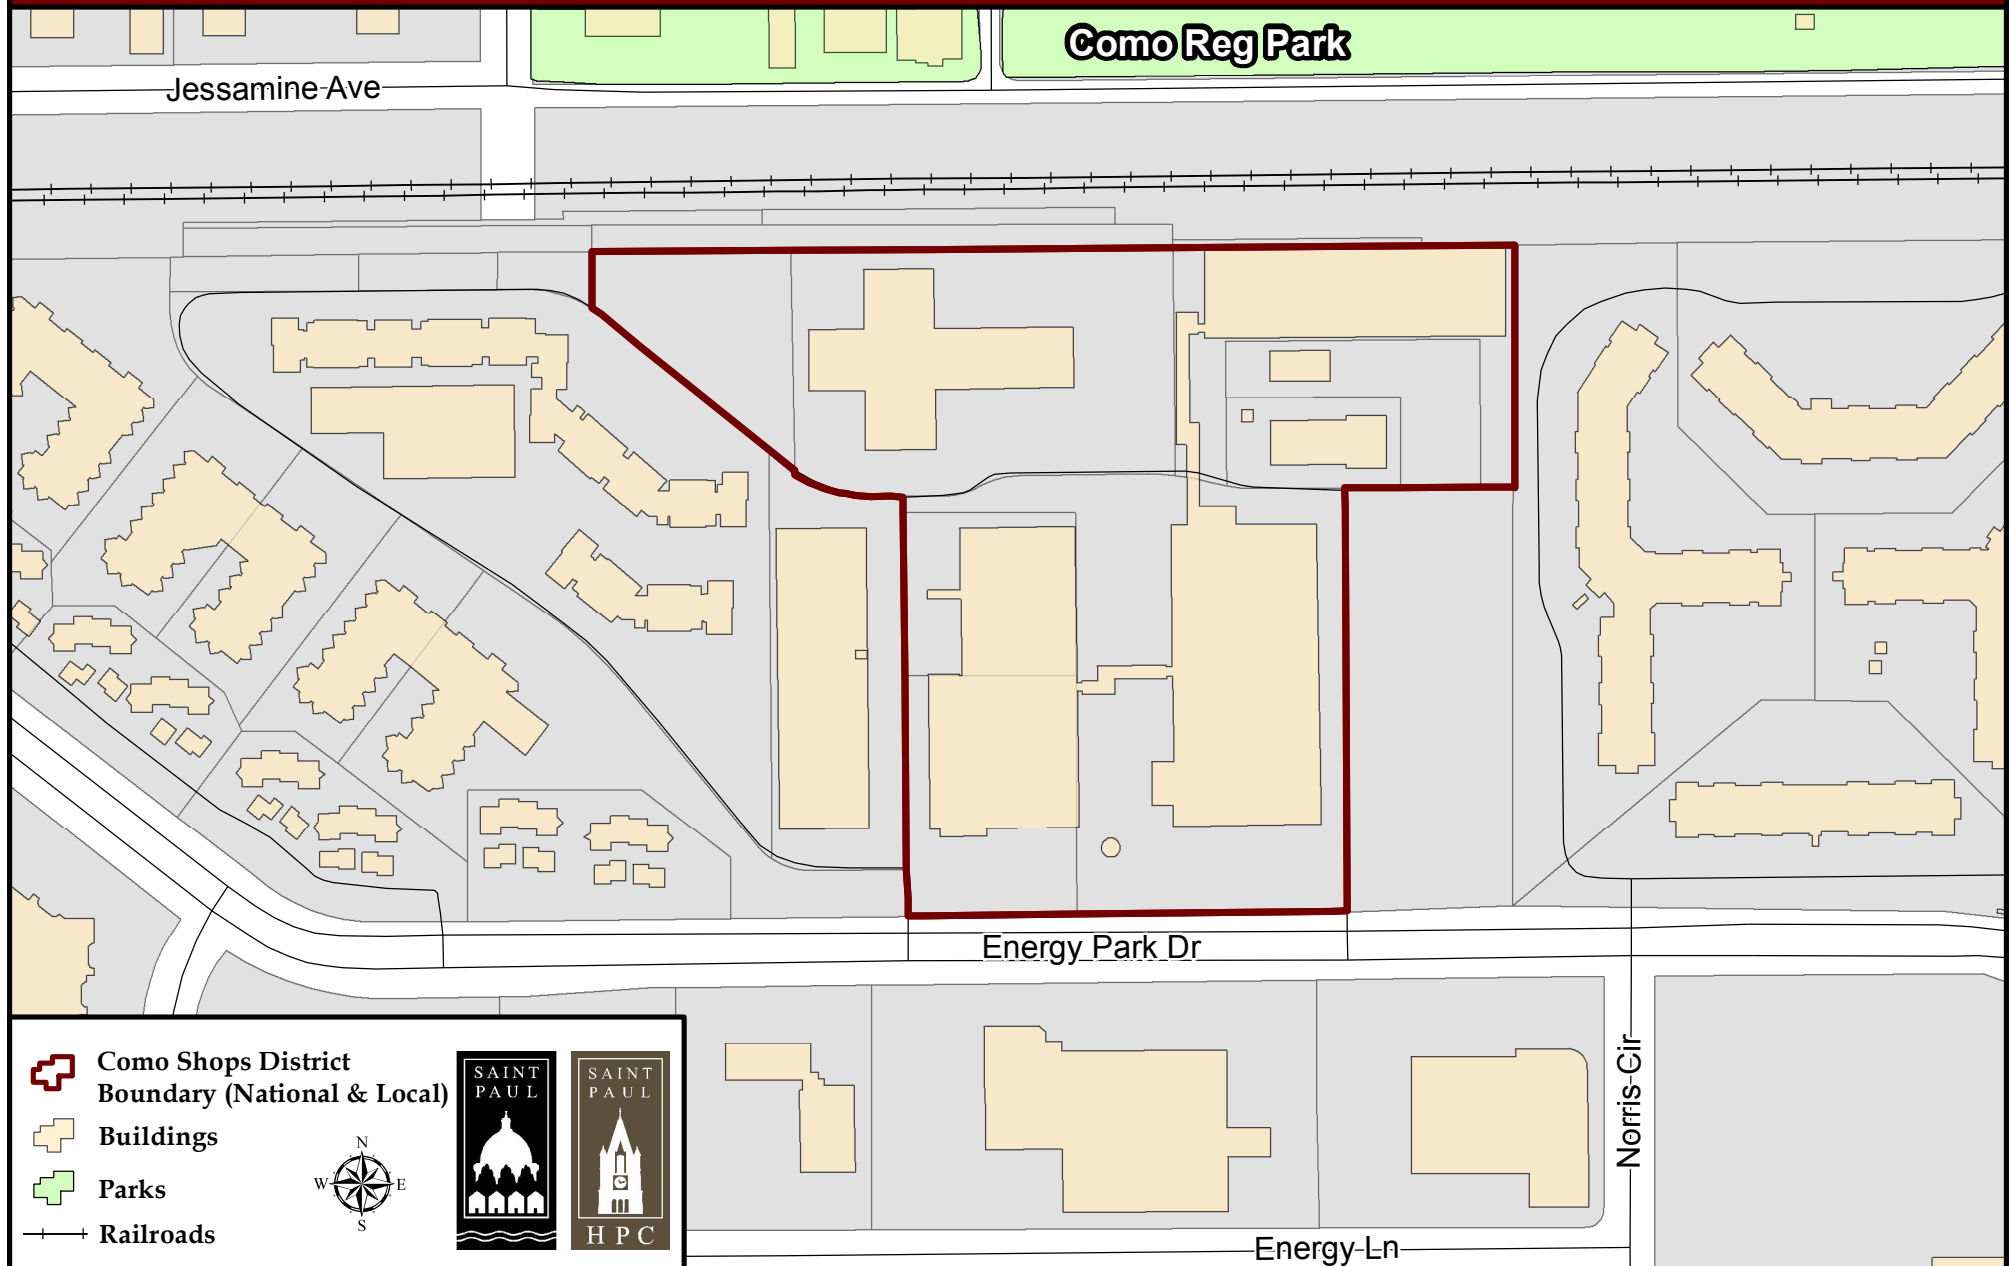 Como Reg Park
Jessamine Ave
Energy Park Dr
Norris Cir
Energy Ln
Como Shops District
Boundary (National & Local)
Buildings
Parks
Railroads
N
W E
S
SAINT
PAUL
SAINT
PAUL
HPC